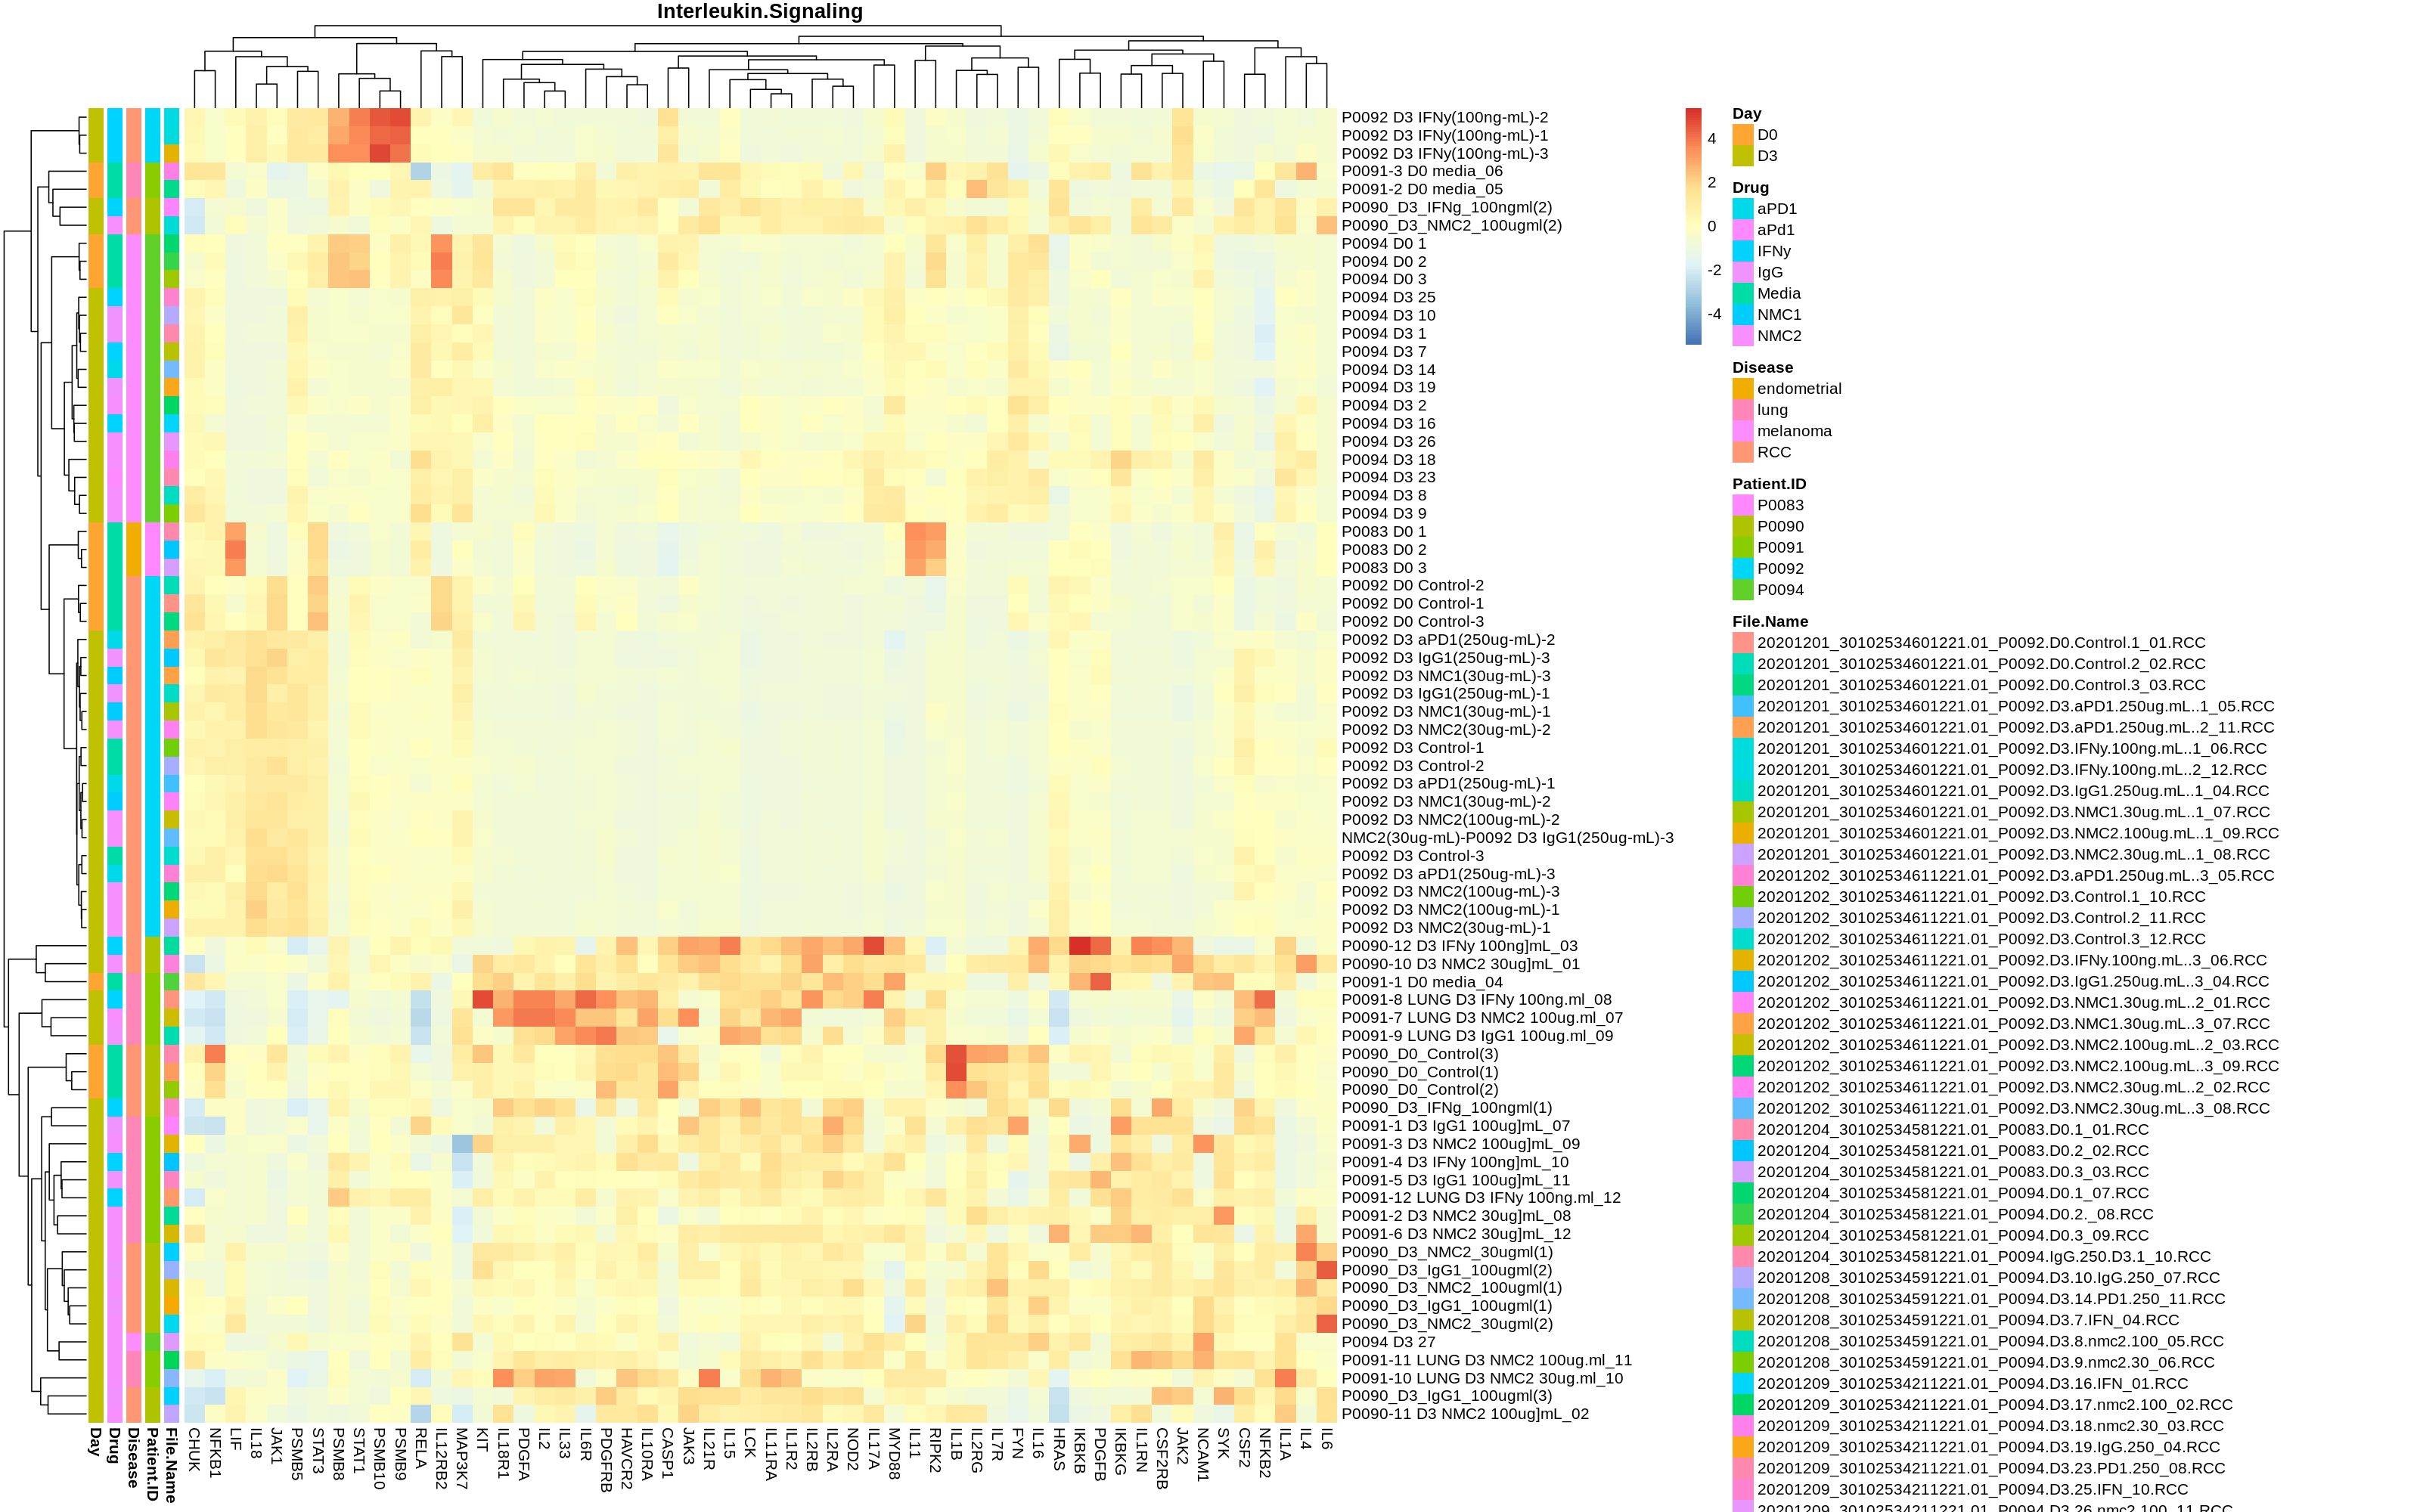 Interleukin.Signaling
P0092 D3 IFNy(100ng-mL)-2
P0092 D3 IFNy(100ng-mL)-1
P0092 D3 IFNy(100ng-mL)-3
P0091-3 D0 media_06
P0091-2 D0 media_05
P0090_D3_IFNg_100ngml(2)
P0090_D3_NMC2_100ugml(2)
P0094 D0 1
P0094 D0 2
P0094 D0 3
P0094 D3 25
P0094 D3 10
P0094 D3 1
P0094 D3 7
P0094 D3 14
P0094 D3 19
P0094 D3 2
P0094 D3 16
P0094 D3 26
P0094 D3 18
P0094 D3 23
P0094 D3 8
P0094 D3 9
P0083 D0 1
P0083 D0 2
P0083 D0 3
P0092 D0 Control-2
P0092 D0 Control-1
P0092 D0 Control-3
P0092 D3 aPD1(250ug-mL)-2
P0092 D3 IgG1(250ug-mL)-3
P0092 D3 NMC1(30ug-mL)-3
P0092 D3 IgG1(250ug-mL)-1
P0092 D3 NMC1(30ug-mL)-1
P0092 D3 NMC2(30ug-mL)-2
P0092 D3 Control-1
P0092 D3 Control-2
P0092 D3 aPD1(250ug-mL)-1
P0092 D3 NMC1(30ug-mL)-2
P0092 D3 NMC2(100ug-mL)-2
NMC2(30ug-mL)-P0092 D3 IgG1(250ug-mL)-3
P0092 D3 Control-3
P0092 D3 aPD1(250ug-mL)-3
P0092 D3 NMC2(100ug-mL)-3
P0092 D3 NMC2(100ug-mL)-1
P0092 D3 NMC2(30ug-mL)-1
P0090-12 D3 IFNy 100ng]mL_03
P0090-10 D3 NMC2 30ug]mL_01
P0091-1 D0 media_04
P0091-8 LUNG D3 IFNy 100ng.ml_08
P0091-7 LUNG D3 NMC2 100ug.ml_07
P0091-9 LUNG D3 IgG1 100ug.ml_09
P0090_D0_Control(3)
P0090_D0_Control(1)
P0090_D0_Control(2)
P0090_D3_IFNg_100ngml(1)
P0091-1 D3 IgG1 100ug]mL_07
P0091-3 D3 NMC2 100ug]mL_09
P0091-4 D3 IFNy 100ng]mL_10
P0091-5 D3 IgG1 100ug]mL_11
P0091-12 LUNG D3 IFNy 100ng.ml_12
P0091-2 D3 NMC2 30ug]mL_08
P0091-6 D3 NMC2 30ug]mL_12
P0090_D3_NMC2_30ugml(1)
P0090_D3_IgG1_100ugml(2)
P0090_D3_NMC2_100ugml(1)
P0090_D3_IgG1_100ugml(1)
P0090_D3_NMC2_30ugml(2)
P0094 D3 27
P0091-11 LUNG D3 NMC2 100ug.ml_11
P0091-10 LUNG D3 NMC2 30ug.ml_10
P0090_D3_IgG1_100ugml(3)
P0090-11 D3 NMC2 100ug]mL_02
Day
Drug
Disease
Patient.ID
File.Name
CHUK
NFKB1
LIF
IL18
JAK1
PSMB5
STAT3
PSMB8
STAT1
PSMB10
PSMB9
RELA
IL12RB2
MAP3K7
KIT
IL18R1
PDGFA
IL2
IL33
IL6R
PDGFRB
HAVCR2
IL10RA
CASP1
JAK3
IL21R
IL15
LCK
IL11RA
IL1R2
IL2RB
IL2RA
NOD2
IL17A
MYD88
IL11
RIPK2
IL1B
IL2RG
IL7R
FYN
IL16
HRAS
IKBKB
PDGFB
IKBKG
IL1RN
CSF2RB
JAK2
NCAM1
SYK
CSF2
NFKB2
IL1A
IL4
IL6
4
2
0
-2
-4
Day
D0
D3
Drug
aPD1
aPd1
IFNy
IgG
Media
NMC1
NMC2
Disease
endometrial
lung
melanoma
RCC
Patient.ID
P0083
P0090
P0091
P0092
P0094
File.Name
20201201_30102534601221.01_P0092.D0.Control.1_01.RCC
20201201_30102534601221.01_P0092.D0.Control.2_02.RCC
20201201_30102534601221.01_P0092.D0.Control.3_03.RCC
20201201_30102534601221.01_P0092.D3.aPD1.250ug.mL..1_05.RCC
20201201_30102534601221.01_P0092.D3.aPD1.250ug.mL..2_11.RCC
20201201_30102534601221.01_P0092.D3.IFNy.100ng.mL..1_06.RCC
20201201_30102534601221.01_P0092.D3.IFNy.100ng.mL..2_12.RCC
20201201_30102534601221.01_P0092.D3.IgG1.250ug.mL..1_04.RCC
20201201_30102534601221.01_P0092.D3.NMC1.30ug.mL..1_07.RCC
20201201_30102534601221.01_P0092.D3.NMC2.100ug.mL..1_09.RCC
20201201_30102534601221.01_P0092.D3.NMC2.30ug.mL..1_08.RCC
20201202_30102534611221.01_P0092.D3.aPD1.250ug.mL..3_05.RCC
20201202_30102534611221.01_P0092.D3.Control.1_10.RCC
20201202_30102534611221.01_P0092.D3.Control.2_11.RCC
20201202_30102534611221.01_P0092.D3.Control.3_12.RCC
20201202_30102534611221.01_P0092.D3.IFNy.100ng.mL..3_06.RCC
20201202_30102534611221.01_P0092.D3.IgG1.250ug.mL..3_04.RCC
20201202_30102534611221.01_P0092.D3.NMC1.30ug.mL..2_01.RCC
20201202_30102534611221.01_P0092.D3.NMC1.30ug.mL..3_07.RCC
20201202_30102534611221.01_P0092.D3.NMC2.100ug.mL..2_03.RCC
20201202_30102534611221.01_P0092.D3.NMC2.100ug.mL..3_09.RCC
20201202_30102534611221.01_P0092.D3.NMC2.30ug.mL..2_02.RCC
20201202_30102534611221.01_P0092.D3.NMC2.30ug.mL..3_08.RCC
20201204_30102534581221.01_P0083.D0.1_01.RCC
20201204_30102534581221.01_P0083.D0.2_02.RCC
20201204_30102534581221.01_P0083.D0.3_03.RCC
20201204_30102534581221.01_P0094.D0.1_07.RCC
20201204_30102534581221.01_P0094.D0.2._08.RCC
20201204_30102534581221.01_P0094.D0.3_09.RCC
20201204_30102534581221.01_P0094.IgG.250.D3.1_10.RCC
20201208_30102534591221.01_P0094.D3.10.IgG.250_07.RCC
20201208_30102534591221.01_P0094.D3.14.PD1.250_11.RCC
20201208_30102534591221.01_P0094.D3.7.IFN_04.RCC
20201208_30102534591221.01_P0094.D3.8.nmc2.100_05.RCC
20201208_30102534591221.01_P0094.D3.9.nmc2.30_06.RCC
20201209_30102534211221.01_P0094.D3.16.IFN_01.RCC
20201209_30102534211221.01_P0094.D3.17.nmc2.100_02.RCC
20201209_30102534211221.01_P0094.D3.18.nmc2.30_03.RCC
20201209_30102534211221.01_P0094.D3.19.IgG.250_04.RCC
20201209_30102534211221.01_P0094.D3.23.PD1.250_08.RCC
20201209_30102534211221.01_P0094.D3.25.IFN_10.RCC
20201209_30102534211221.01_P0094.D3.26.nmc2.100_11.RCC